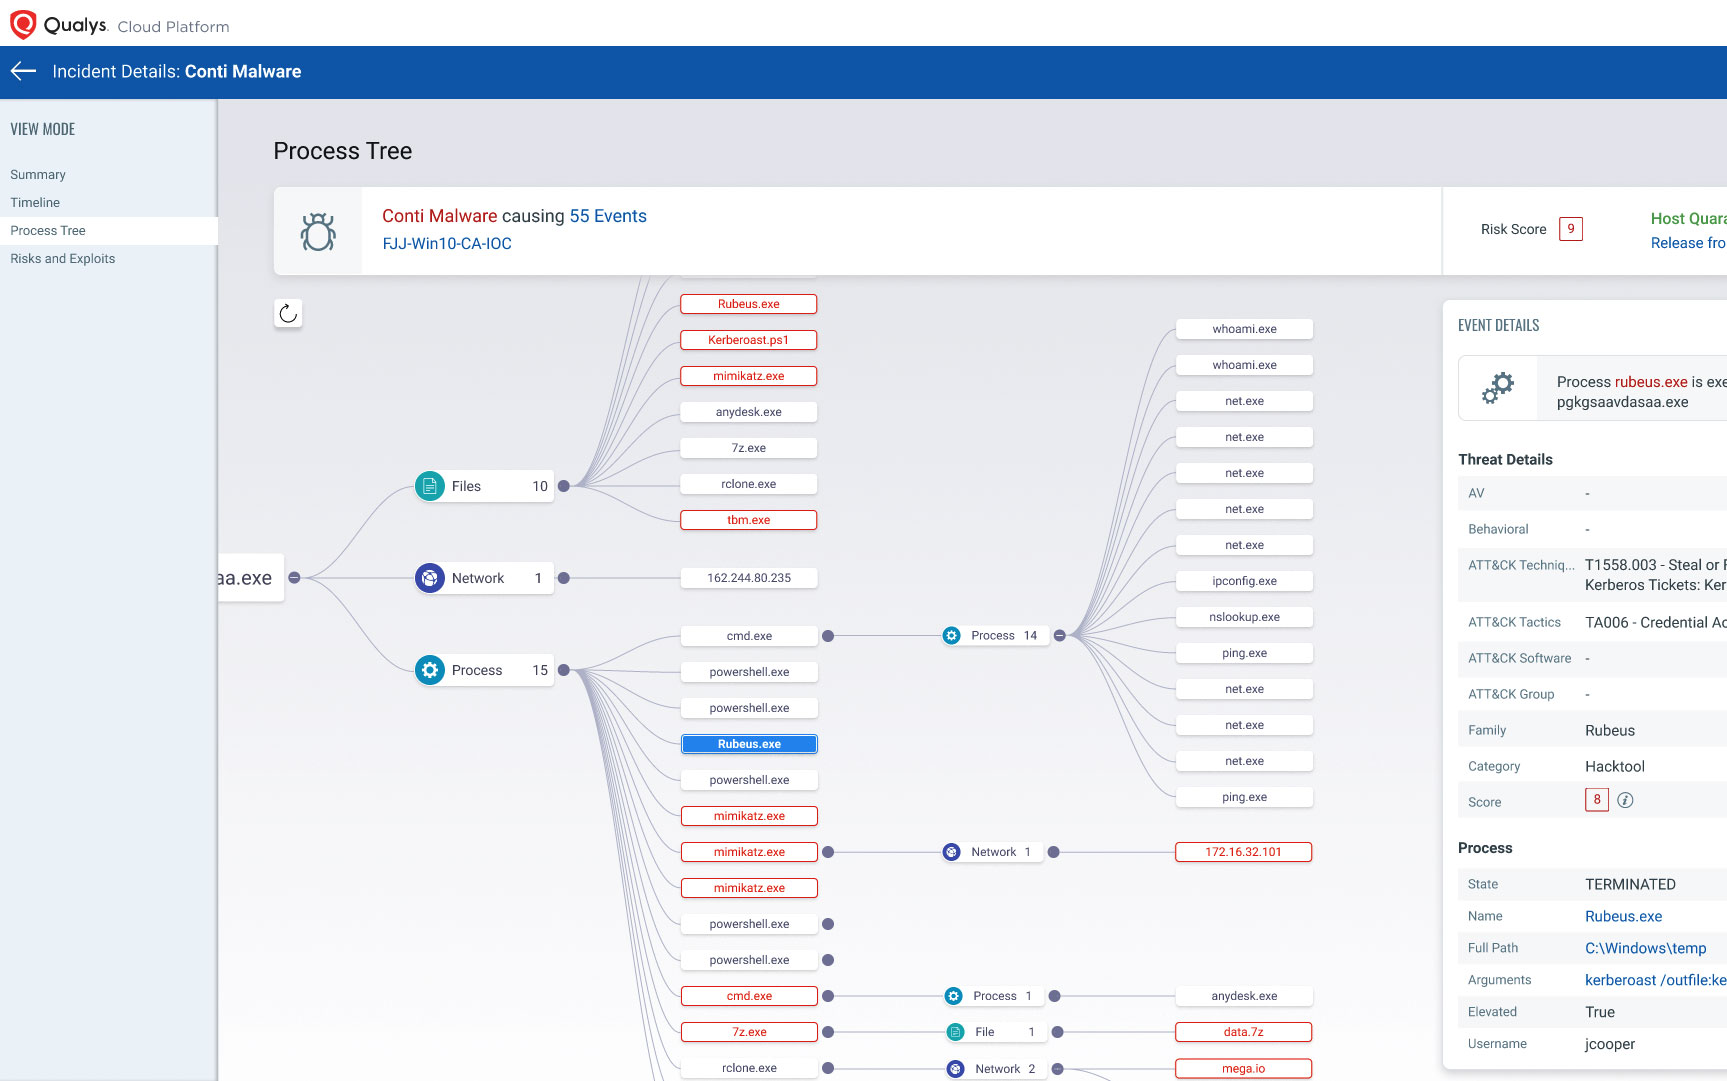 Qualys. Cloud Platform
Incident Details: Conti Malware
VIEW MODE
Summary
Timeline
Process Tree
Risks and Exploits
Process Tree
Conti Malware causing 55 Events
FJJ-Win10-CA-IOC
Risk Score 9
Host Quara
Release fro
Rubeus.exe
Kerberoast.ps1
mimikatz.exe
anydesk.exe
7z.exe
rclone.exe
tbm.exe
Files 10
aa.exe
Network 1
162.244.80.235
Process 15
cmd.exe
powershell.exe
powershell.exe
Rubeus.exe
powershell.exe
mimikatz.exe
mimikatz.exe
mimikatz.exe
powershell.exe
powershell.exe
cmd.exe
7z.exe
rclone.exe
Process 14
whoami.exe
whoami.exe
net.exe
net.exe
net.exe
net.exe
net.exe
ipconfig.exe
nslookup.exe
ping.exe
net.exe
net.exe
net.exe
ping.exe
Network 1
172.16.32.101
Process 1
anydesk.exe
File 1
data.7z
Network 2
mega.io
EVENT DETAILS
Process rubeus.exe is exe
pgkgsaavdasaa.exe
Threat Details
AV -
Behavioral -
ATT&CK Techniq... T1558.003 - Steal or F
Kerberos Tickets: Ker
ATT&CK Tactics TA006 - Credential Ac
ATT&CK Software -
ATT&CK Group -
Family Rubeus
Category Hacktool
Score 8 i
Process
State TERMINATED
Name Rubeus.exe
Full Path C:\Windows\temp
Arguments kerberoast /outfile:ke
Elevated True
Username jcooper